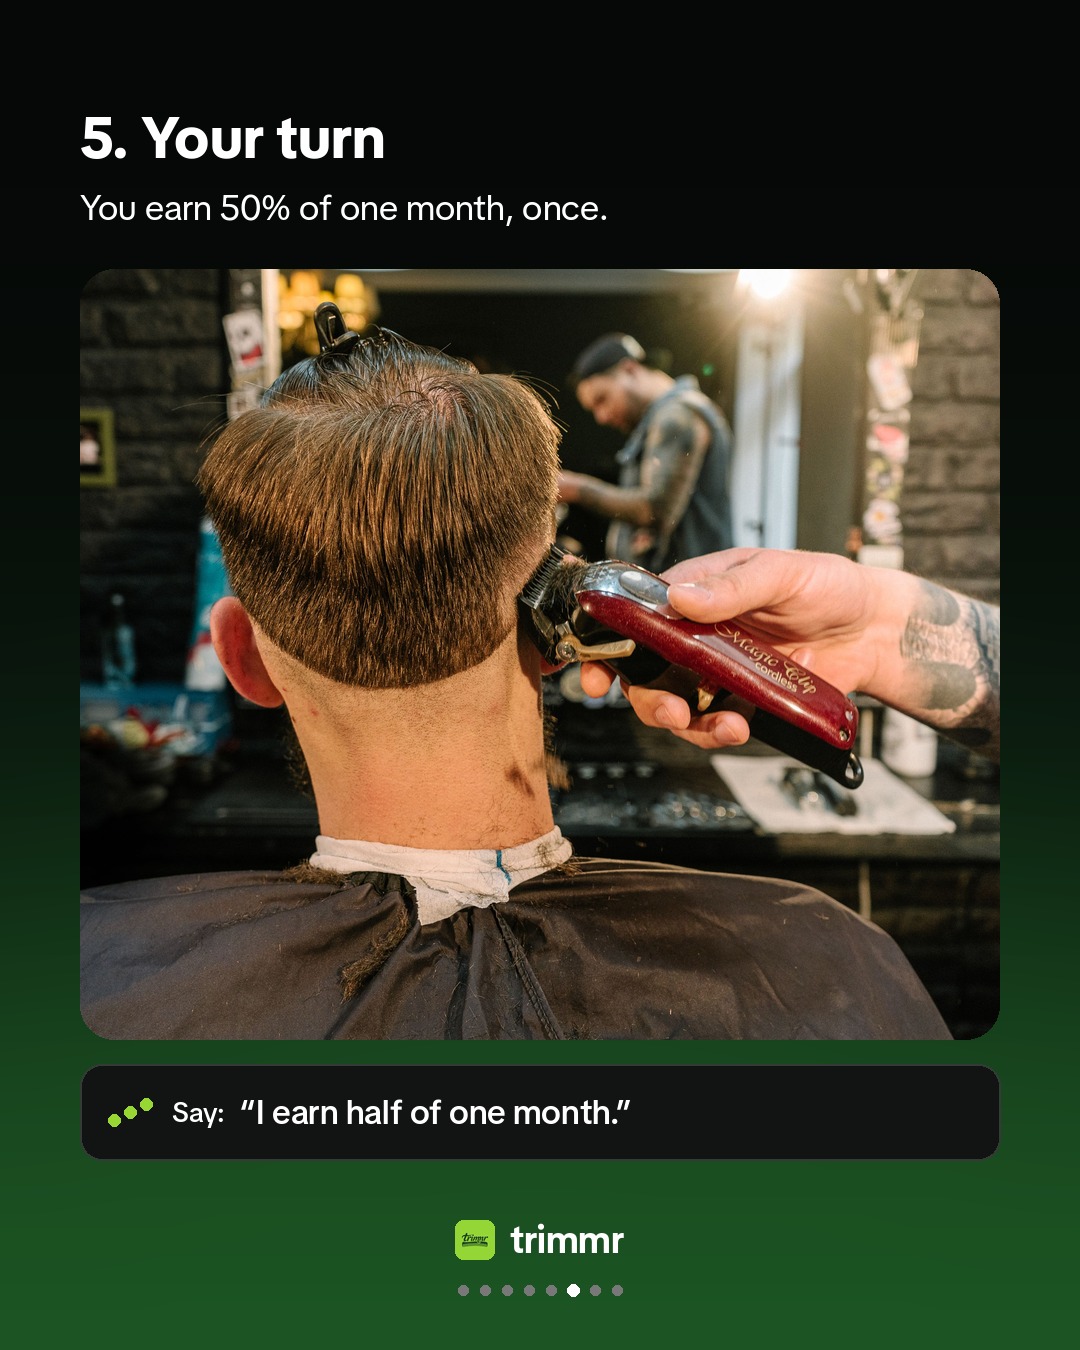 5. Your turn
You earn 50% of one month, once.
Magic Clip
cordless
Say: “I earn half of one month.”
trimmr
trimmr